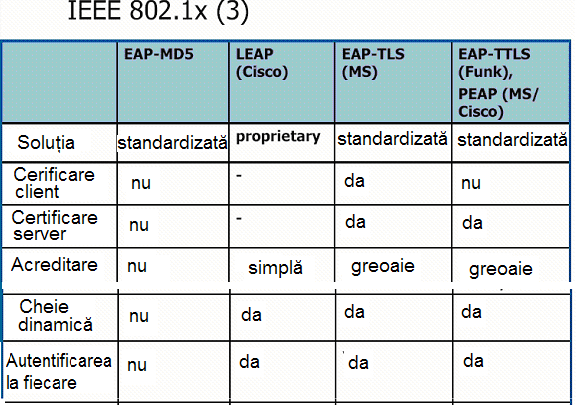 IEEE 802.1x (3)
EAP-MD5 LEAP (Cisco) EAP-TLS (MS) EAP-TTLS (Funk), PEAP (MS/ Cisco)
Soluția standardizată proprietary standardizată standardizată
Cerificare client nu - da nu
Certificare server nu - da da
Acreditare nu simplă greoaie greoaie
Cheie dinamică nu da da da
Autentificarea la fiecare nu da da da